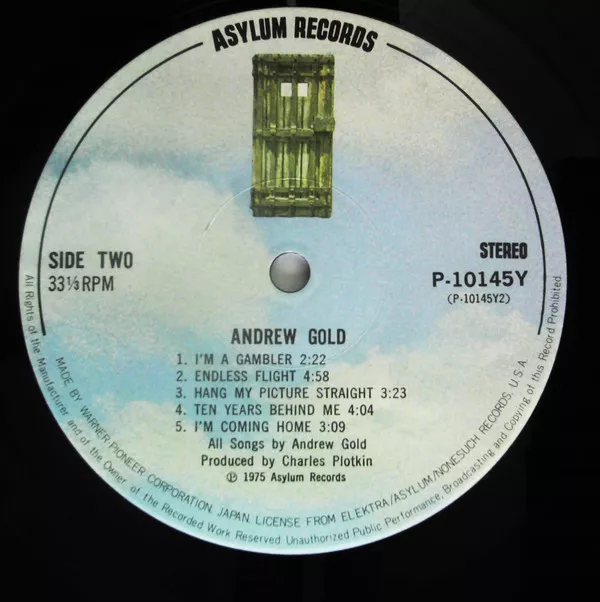 ASYLUM RECORDS
SIDE TWO
33⅓ RPM
STEREO
P-10145Y
(P-10145Y2)
ANDREW GOLD
1. I'M A GAMBLER 2:22
2. ENDLESS FLIGHT 4:58
3. HANG MY PICTURE STRAIGHT 3:23
4. TEN YEARS BEHIND ME 4:04
5. I'M COMING HOME 3:09
All Songs by Andrew Gold
Produced by Charles Plotkin
℗ 1975 Asylum Records
MADE BY WARNER-PIONEER CORPORATION, JAPAN. LICENSE FROM ELEKTRA/ASYLUM/NONESUCH RECORDS, U.S.A.
All Rights of the Manufacturer and of the Owner of the Recorded Work Reserved Unauthorized Public Performance, Broadcasting and Copying of this Record Prohibited